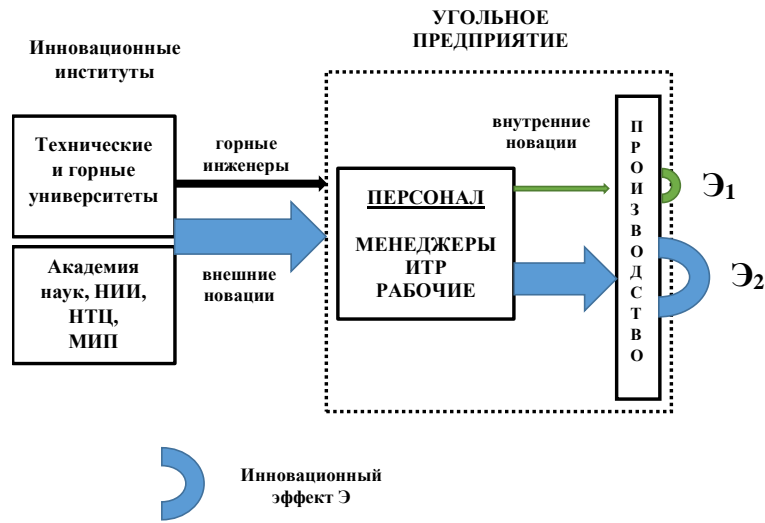 УГОЛЬНОЕ
ПРЕДПРИЯТИЕ
Инновационные
институты
Технические
и горные
университеты
горные
инженеры
внутренние
новации
ПЕРСОНАЛ
МЕНЕДЖЕРЫ
ИТР
РАБОЧИЕ
П
Р
О
И
З
В
О
Д
С
Т
В
О
Э1
Э2
Академия
наук, НИИ,
НТЦ,
МИП
внешние
новации
Инновационный
эффект Э